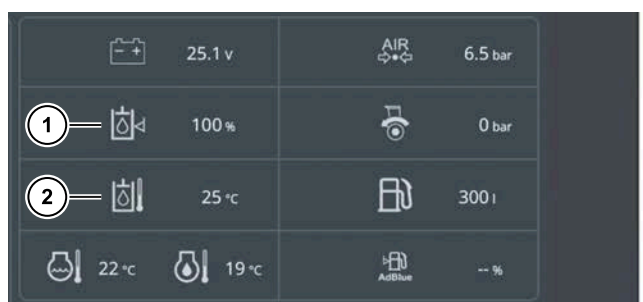 25.1 v
AIR
6.5 bar
1
100 %
0 bar
2
25 °C
300 l
22 °C
19 °C
AdBlue
-- %